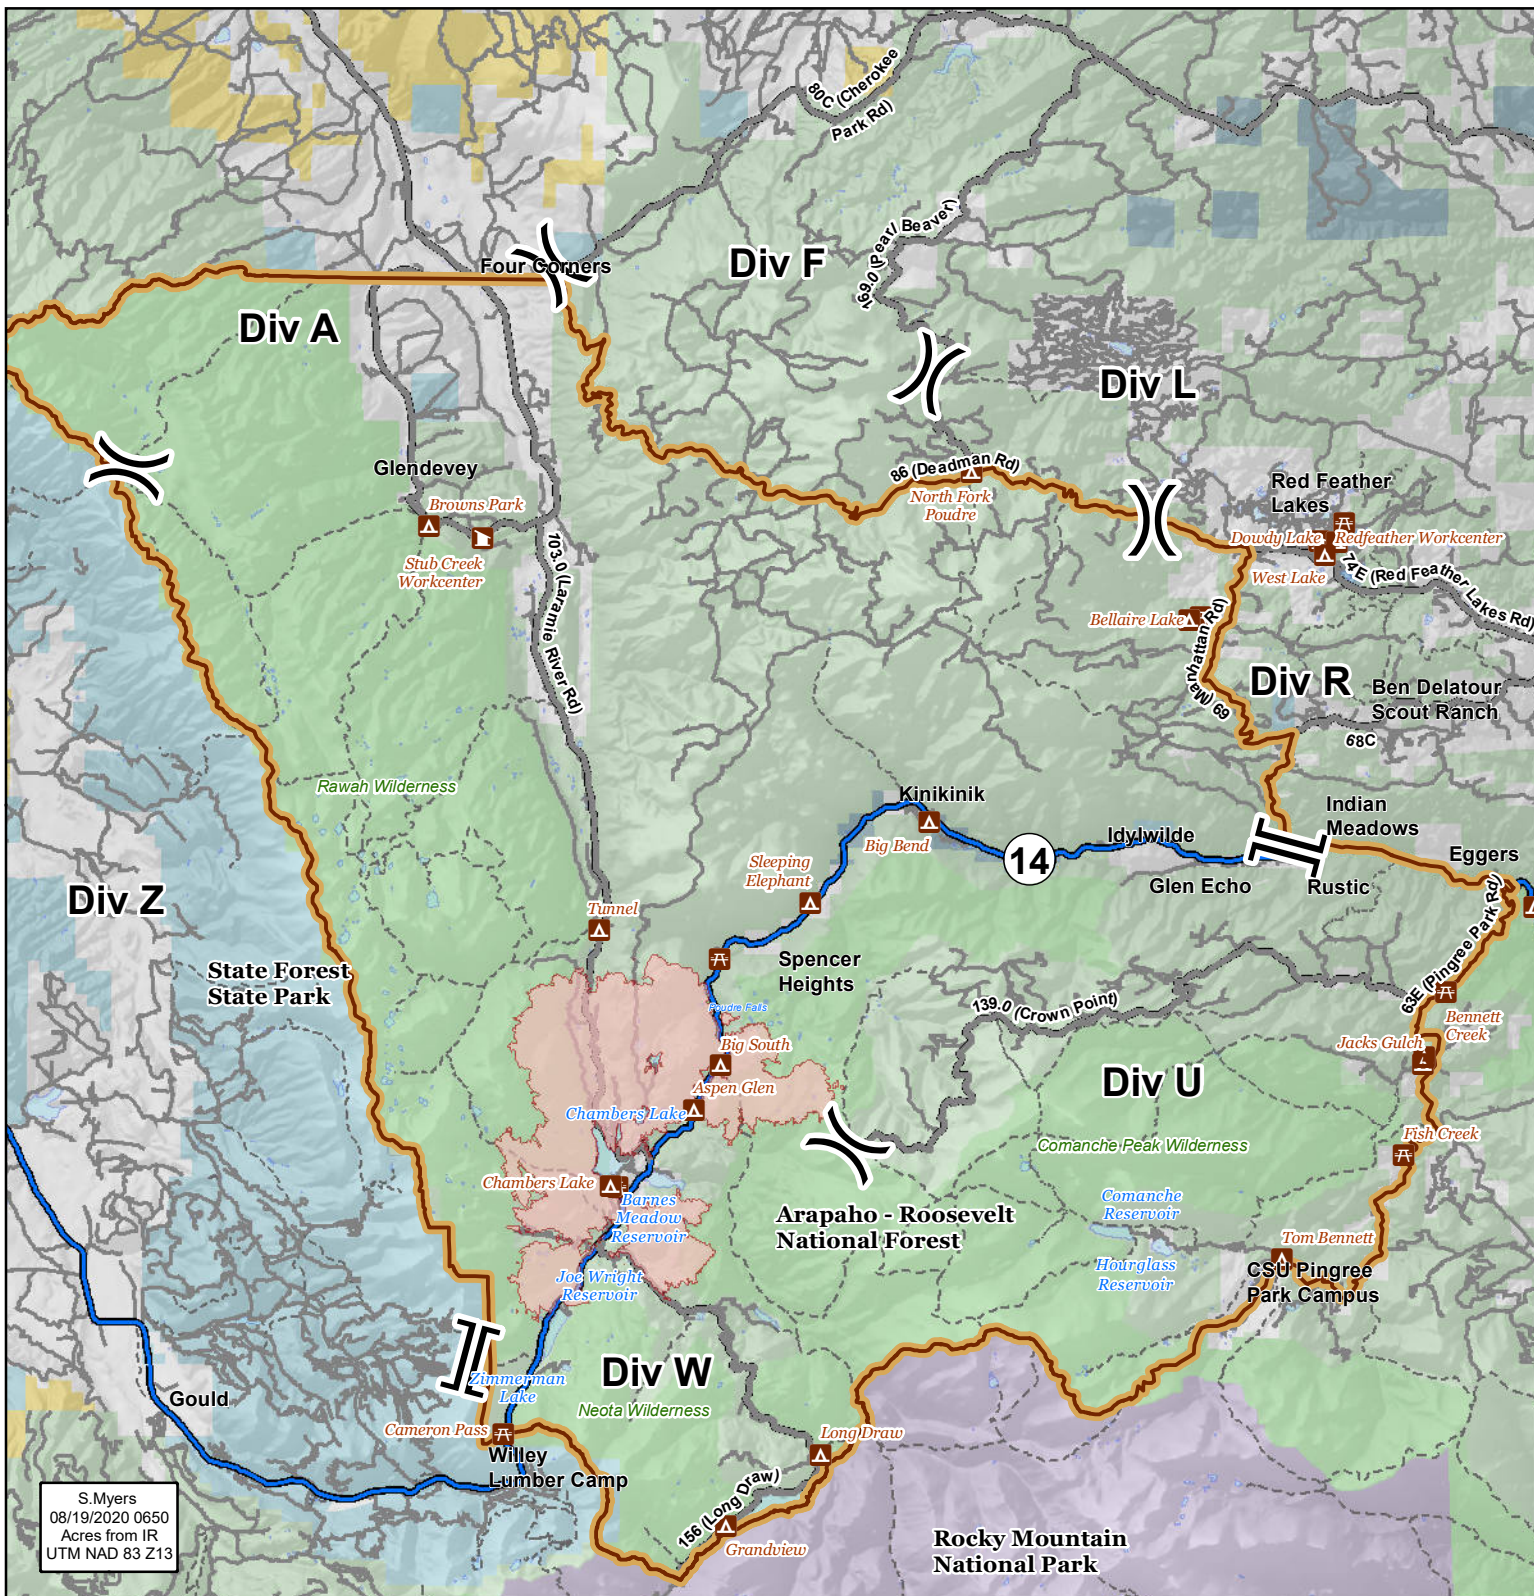 80C (Cherokee
Park Rd)
169.0 (Pear/ Beaver)
Four Corners
Div F
Div A
Div L
86 (Deadman Rd)
North Fork
Poudre
Glendevey
Browns Park
Stub Creek
Workcenter
103.0 (Laramie River Rd)
Red Feather
Lakes
Dowdy Lake
Redfeather Workcenter
West Lake
74E (Red Feather Lakes Rd)
Bellaire Lake
69 (Manhattan Rd)
Div R
Ben Delatour
Scout Ranch
68C
Rawah Wilderness
Kinikinik
Big Bend
Indian
Meadows
Idylwilde
14
Sleeping
Elephant
Glen Echo
Rustic
Eggers
Div Z
Tunnel
State Forest
State Park
Spencer
Heights
63E (Pingree Park Rd)
139.0 (Crown Point)
Poudre Falls
Bennett
Creek
Jacks Gulch
Big South
Aspen Glen
Div U
Chambers Lake
Fish Creek
Comanche Peak Wilderness
Chambers Lake
Barnes
Meadow
Reservoir
Comanche
Reservoir
Arapaho - Roosevelt
National Forest
Tom Bennett
Hourglass
Reservoir
CSU Pingree
Park Campus
Joe Wright
Reservoir
Div W
Zimmerman
Lake
Gould
Neota Wilderness
Cameron Pass
Long Draw
Willey
Lumber Camp
156 (Long Draw)
Grandview
Rocky Mountain
National Park
S.Myers
08/19/2020 0650
Acres from IR
UTM NAD 83 Z13